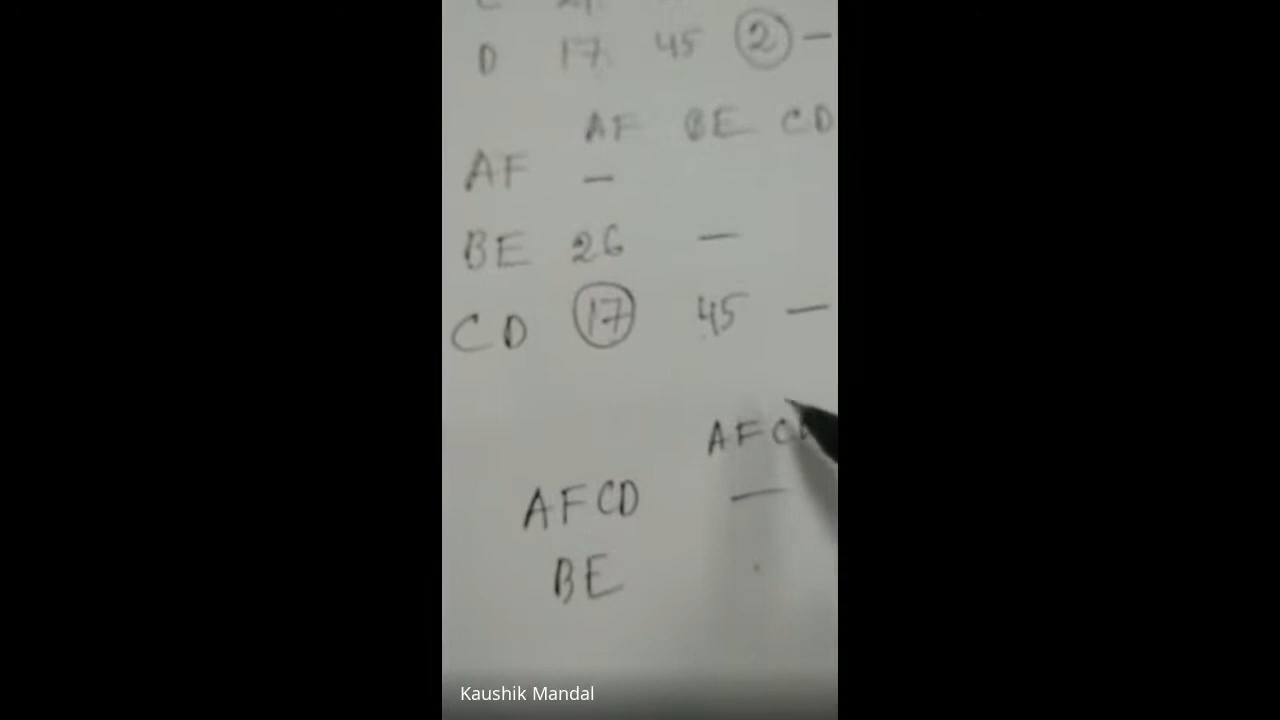 D 17 45 2 -
AF BE CD
AF -
BE 26 -
CD 17 45 -
AFC
AFCD -
BE
Kaushik Mandal